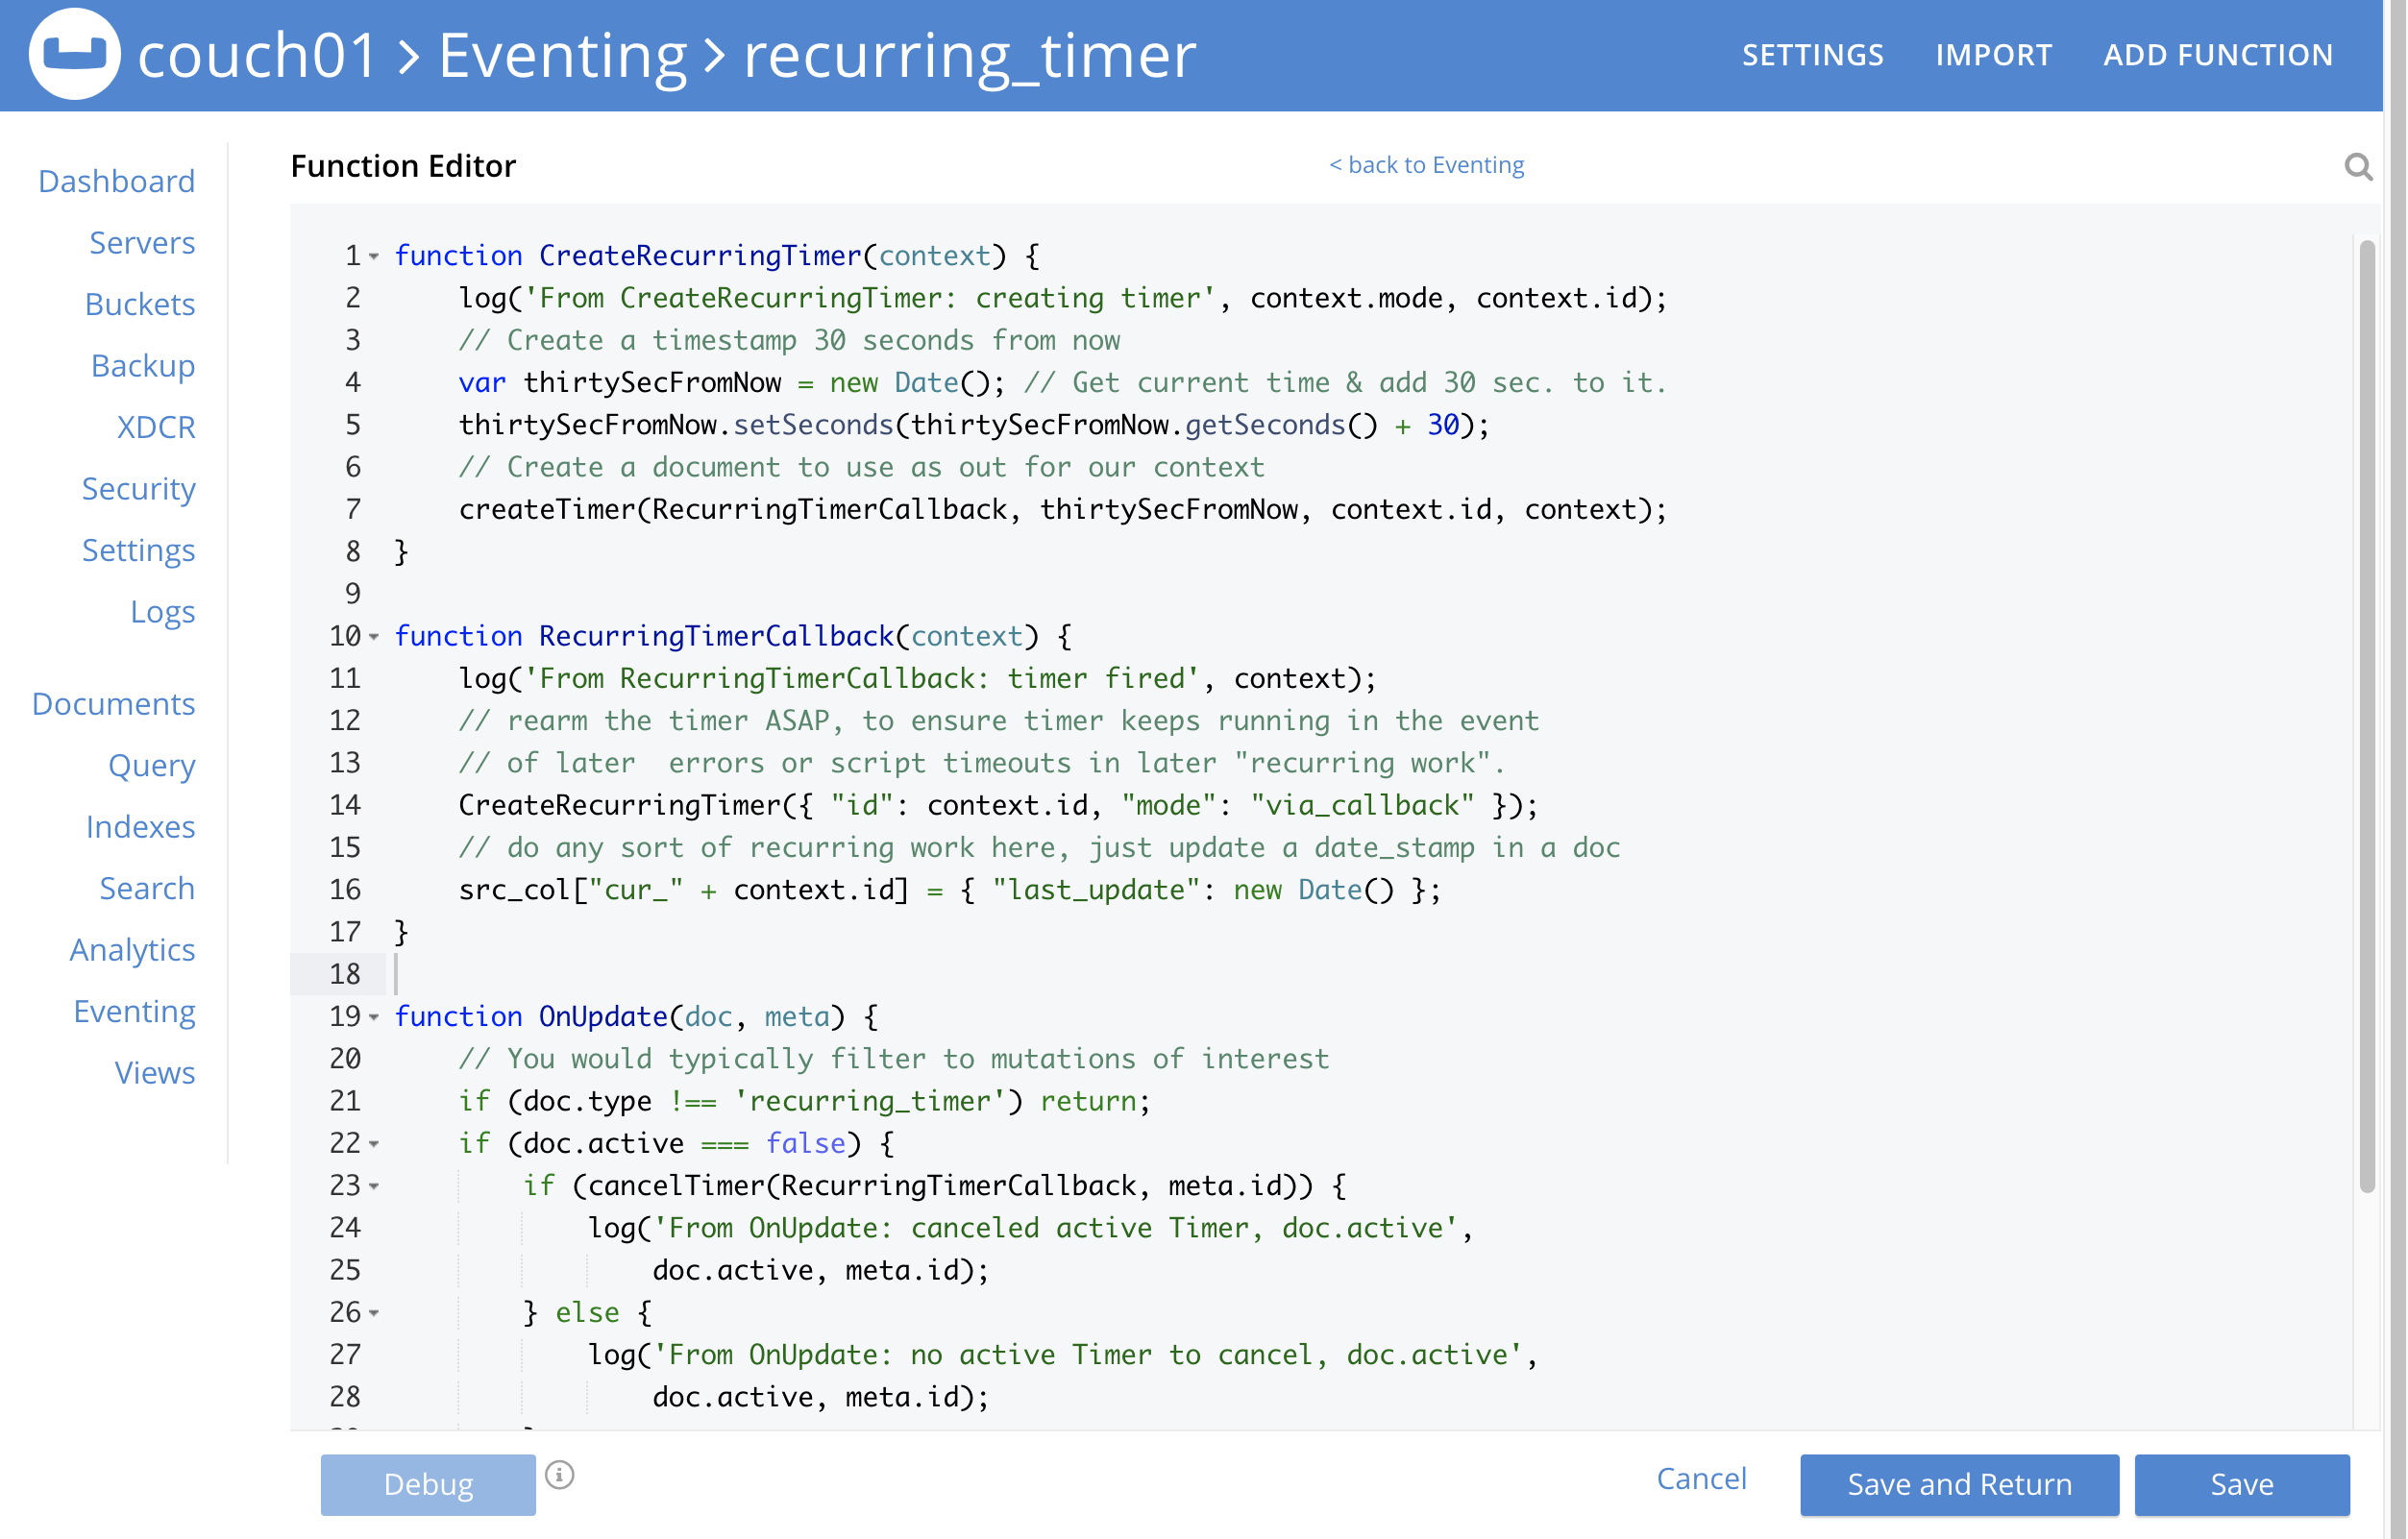 couch01 > Eventing > recurring_timer
SETTINGS IMPORT ADD FUNCTION
Dashboard
Servers
Buckets
Backup
XDCR
Security
Settings
Logs
Documents
Query
Indexes
Search
Analytics
Eventing
Views
Function Editor
< back to Eventing
1 function CreateRecurringTimer(context) {
2     log('From CreateRecurringTimer: creating timer', context.mode, context.id);
3     // Create a timestamp 30 seconds from now
4     var thirtySecFromNow = new Date(); // Get current time & add 30 sec. to it.
5     thirtySecFromNow.setSeconds(thirtySecFromNow.getSeconds() + 30);
6     // Create a document to use as out for our context
7     createTimer(RecurringTimerCallback, thirtySecFromNow, context.id, context);
8 }
9
10 function RecurringTimerCallback(context) {
11     log('From RecurringTimerCallback: timer fired', context);
12     // rearm the timer ASAP, to ensure timer keeps running in the event
13     // of later  errors or script timeouts in later "recurring work".
14     CreateRecurringTimer({ "id": context.id, "mode": "via_callback" });
15     // do any sort of recurring work here, just update a date_stamp in a doc
16     src_col["cur_" + context.id] = { "last_update": new Date() };
17 }
18
19 function OnUpdate(doc, meta) {
20     // You would typically filter to mutations of interest
21     if (doc.type !== 'recurring_timer') return;
22     if (doc.active === false) {
23         if (cancelTimer(RecurringTimerCallback, meta.id)) {
24             log('From OnUpdate: canceled active Timer, doc.active',
25                 doc.active, meta.id);
26         } else {
27             log('From OnUpdate: no active Timer to cancel, doc.active',
28                 doc.active, meta.id);
Debug
Cancel
Save and Return
Save